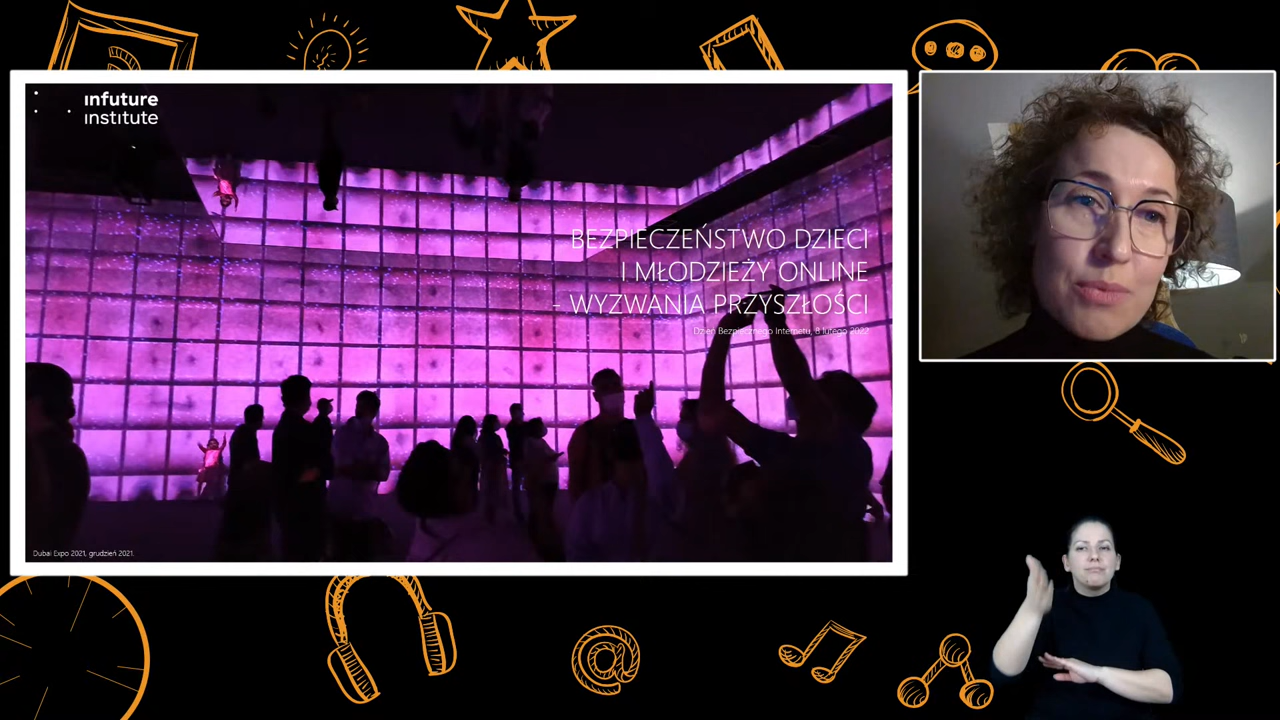 infuture
institute
BEZPIECZEŃSTWO DZIECI
I MŁODZIEŻY ONLINE
- WYZWANIA PRZYSZŁOŚCI
Dzień Bezpiecznego Internetu, 8 lutego 2022
Dubai Expo 2021, grudzień 2021.
@